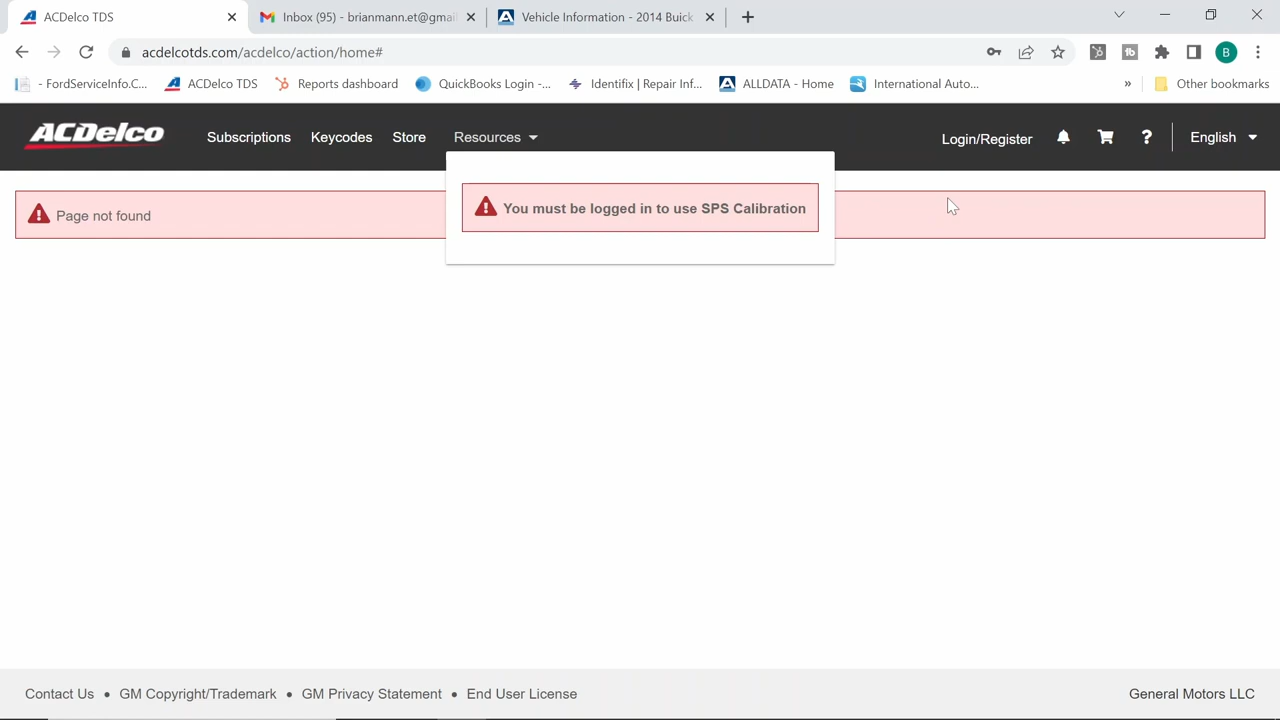 ACDelco TDS
Inbox (95) - brianmann.et@gmai
Vehicle Information - 2014 Buick
acdelcotds.com/acdelco/action/home#
B
- FordServiceInfo.C...
ACDelco TDS
Reports dashboard
QuickBooks Login -...
Identifix | Repair Inf...
ALLDATA - Home
International Auto...
»
Other bookmarks
ACDelco
Subscriptions
Keycodes
Store
Resources
Login/Register
?
English
Page not found
You must be logged in to use SPS Calibration
Contact Us • GM Copyright/Trademark • GM Privacy Statement • End User License
General Motors LLC